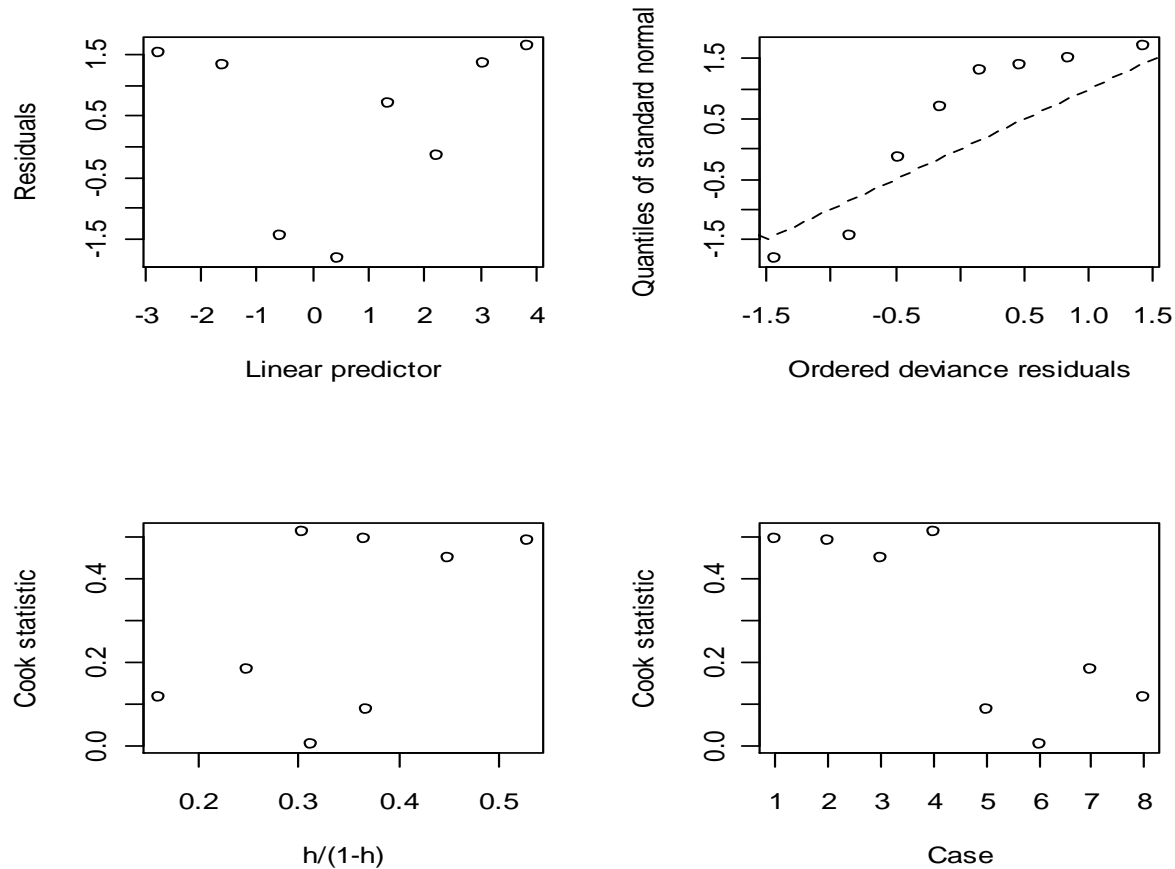 Residuals
1.5
0.5
-0.5
-1.5
-3 -2 -1 0 1 2 3 4
Linear predictor
Quantiles of standard normal
1.5
0.5
-0.5
-1.5
-1.5 -0.5 0.5 1.0 1.5
Ordered deviance residuals
Cook statistic
0.4
0.2
0.0
0.2 0.3 0.4 0.5
h/(1-h)
Cook statistic
0.4
0.2
0.0
1 2 3 4 5 6 7 8
Case